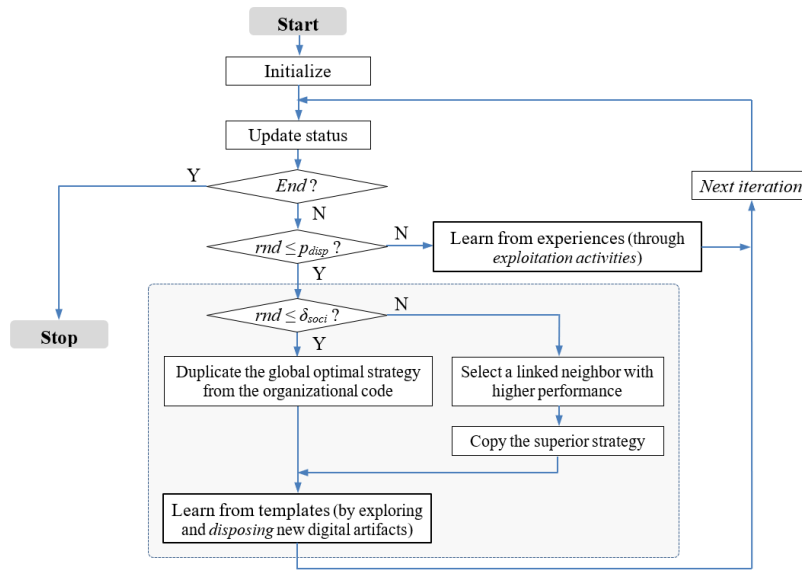 Start
Initialize
Update status
Y
End ?
Next iteration
N
rnd ≤ p_disp ?
N
Learn from experiences (through
exploitation activities)
Y
rnd ≤ δ_soci ?
N
Stop
Y
Duplicate the global optimal strategy
from the organizational code
Select a linked neighbor with
higher performance
Copy the superior strategy
Learn from templates (by exploring
and disposing new digital artifacts)